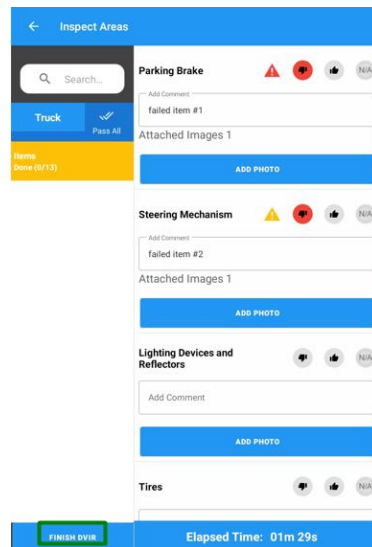 Inspect Areas
Search...
Truck
Pass All
Items
Done (0/13)
Parking Brake
N/A
Add Comment
failed item #1
Attached Images 1
ADD PHOTO
Steering Mechanism
N/A
Add Comment
failed item #2
Attached Images 1
ADD PHOTO
Lighting Devices and
Reflectors
N/A
Add Comment
ADD PHOTO
Tires
N/A
FINISH DVIR
Elapsed Time: 01m 29s